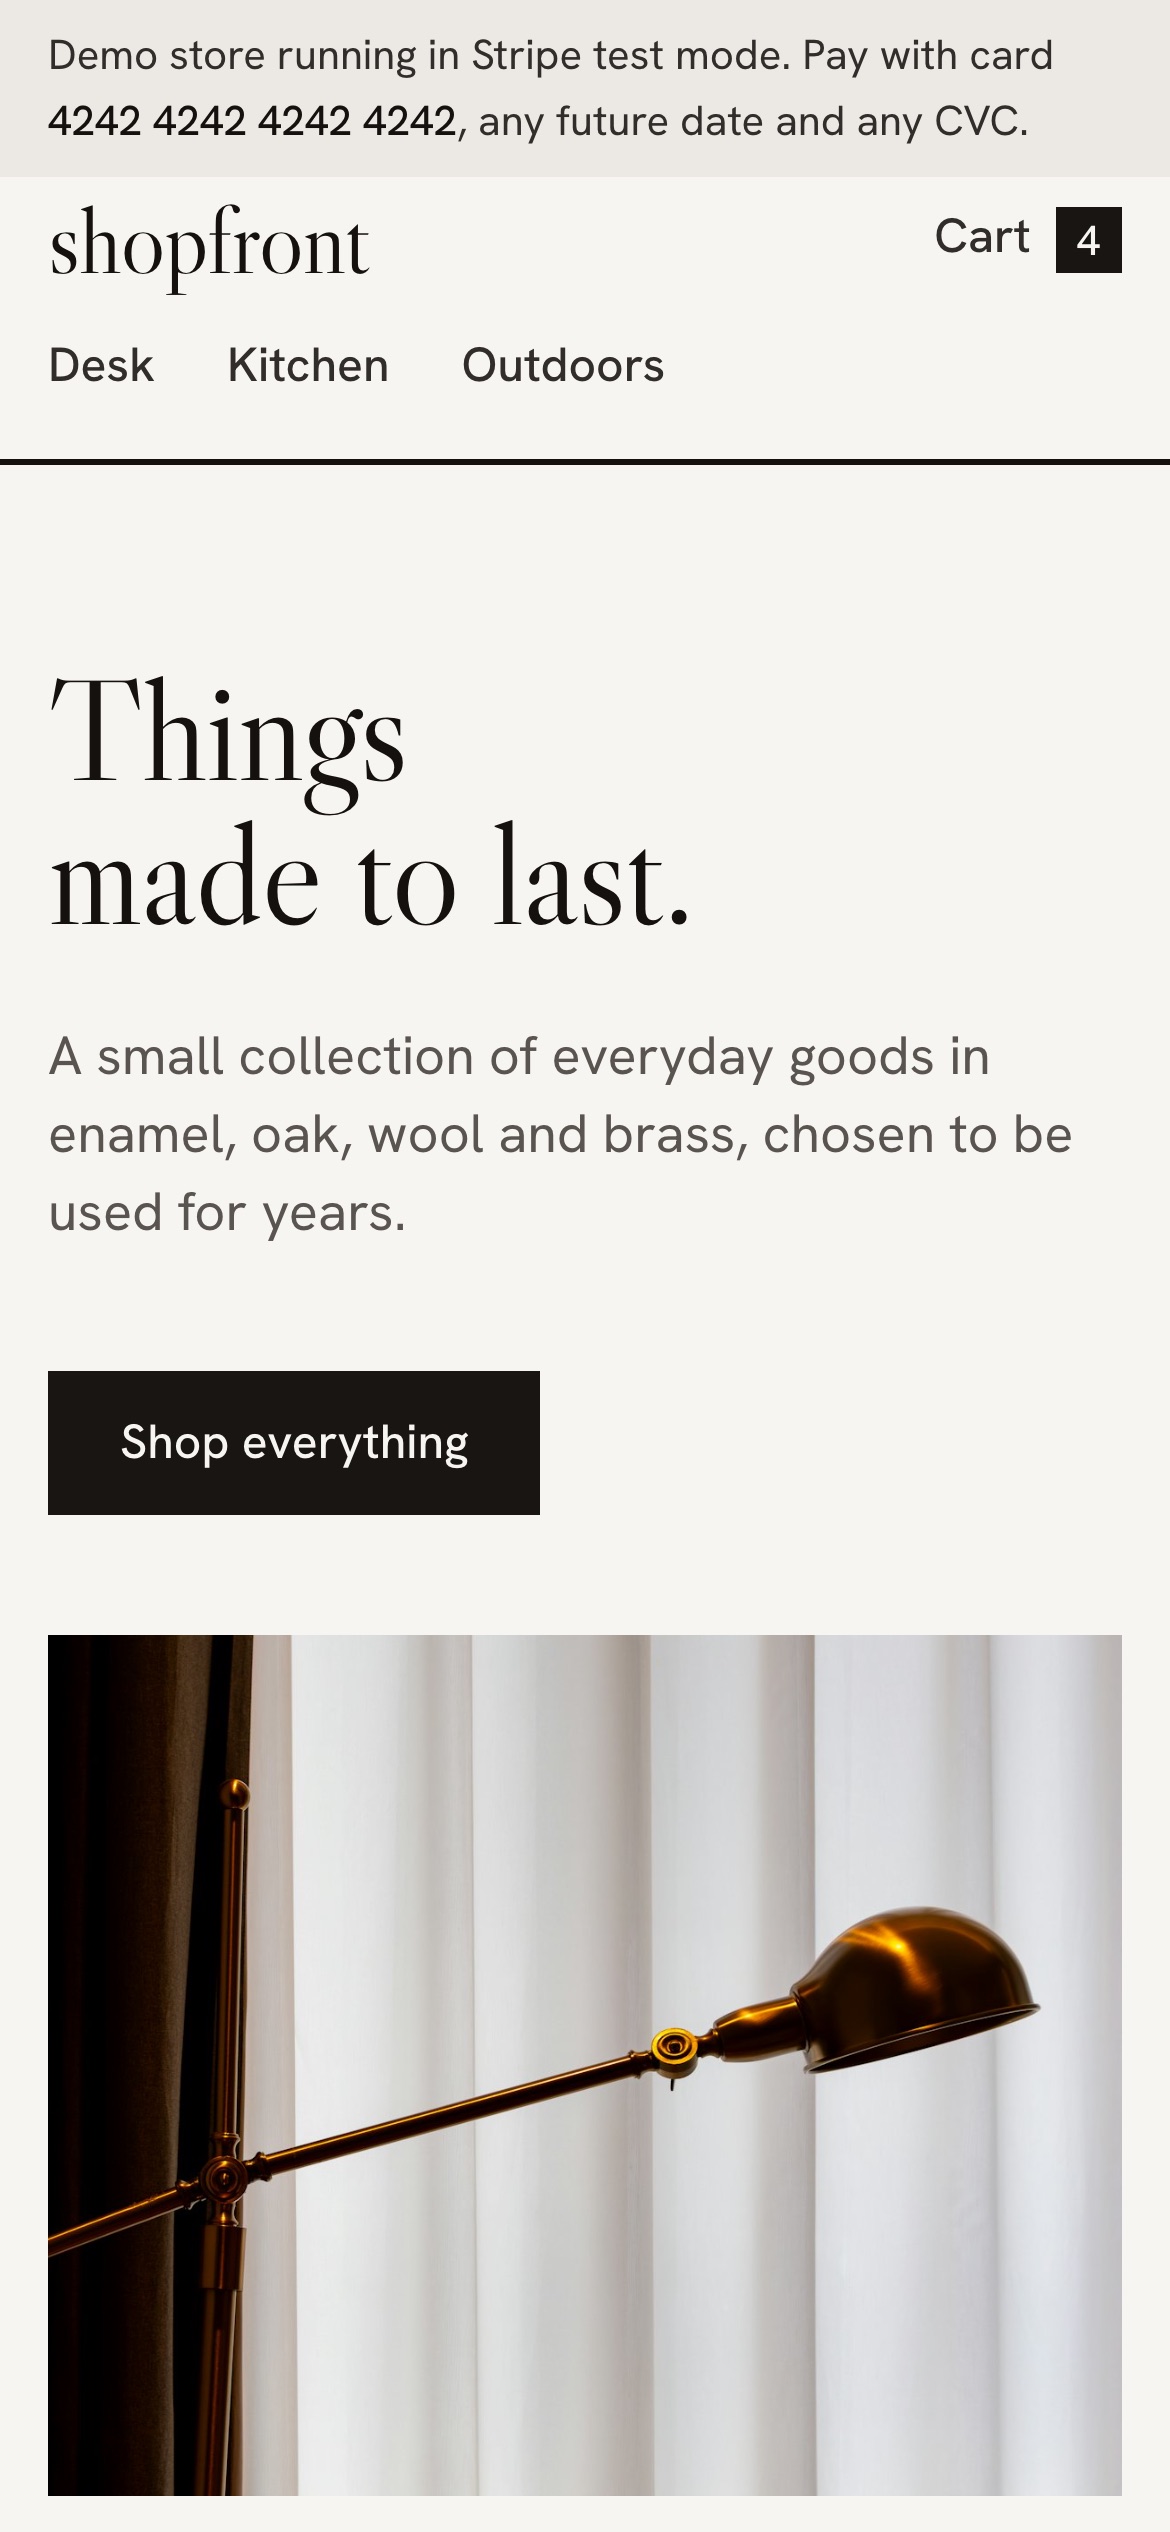 Demo store running in Stripe test mode. Pay with card
4242 4242 4242 4242, any future date and any CVC.
shopfront
Cart 4
Desk Kitchen Outdoors
Things
made to last.
A small collection of everyday goods in
enamel, oak, wool and brass, chosen to be
used for years.
Shop everything